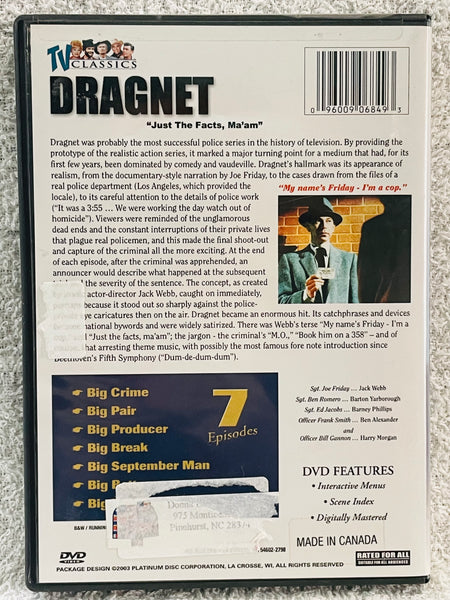 TV
CLASSICS
DRAGNET
"Just The Facts, Ma'am"
0 96009 06849 3
Dragnet was probably the most successful police series in the history of television. By providing the
prototype of the realistic action series, it marked a major turning point for a medium that had, for
its first few years, been dominated by comedy and vaudeville. Dragnet's hallmark was its appearance of
realism, from the documentary-style narration by Joe Friday, to the cases drawn from the files of a
real police department (Los Angeles, which provided the
locale), to its careful attention to the details of police work
("It was a 3:55 ... We were working the day watch out of
homicide"). Viewers were reminded of the unglamorous
dead ends and the constant interruptions of their private lives
that plague real policemen, and this made the final shoot-out
and capture of the criminal all the more exciting. At the
end of each episode, after the criminal was apprehended, an
announcer would describe what happened at the subsequent
the severity of the sentence. The concept, as created
actor-director Jack Webb, caught on immediately,
because it stood out so sharply against the police-
caricatures then on the air. Dragnet became an enormous hit. Its catchphrases and devices
national bywords and were widely satirized. There was Webb's terse "My name's Friday - I'm a
"Just the facts, ma'am"; the jargon - the criminal's "M.O.," "Book him on a 358" – and of
that arresting theme music, with possibly the most famous fore note introduction since
Beethoven's Fifth Symphony ("Dum-de-dum-dum").
"My name's Friday - I'm a cop."
Big Crime
Big Pair
Big Producer
Big Break
Big September Man
Big
Big
7
Episodes
Sgt. Joe Friday ... Jack Webb
Sgt. Ben Romero ... Barton Yarborough
Sgt. Ed Jacobs ... Barney Phillips
Officer Frank Smith ... Ben Alexander
and
Officer Bill Gannon ... Harry Morgan
DVD FEATURES
• Interactive Menus
• Scene Index
• Digitally Mastered
Donna
975
Pinehurst, NC
B&W / RUNNING
54602-2798
MADE IN CANADA
DVD
VIDEO
RATED FOR ALL
SUITABLE FOR ALL AUDIENCES
PACKAGE DESIGN ©2003 PLATINUM DISC CORPORATION, LA CROSSE, WI. ALL RIGHTS RESERVED